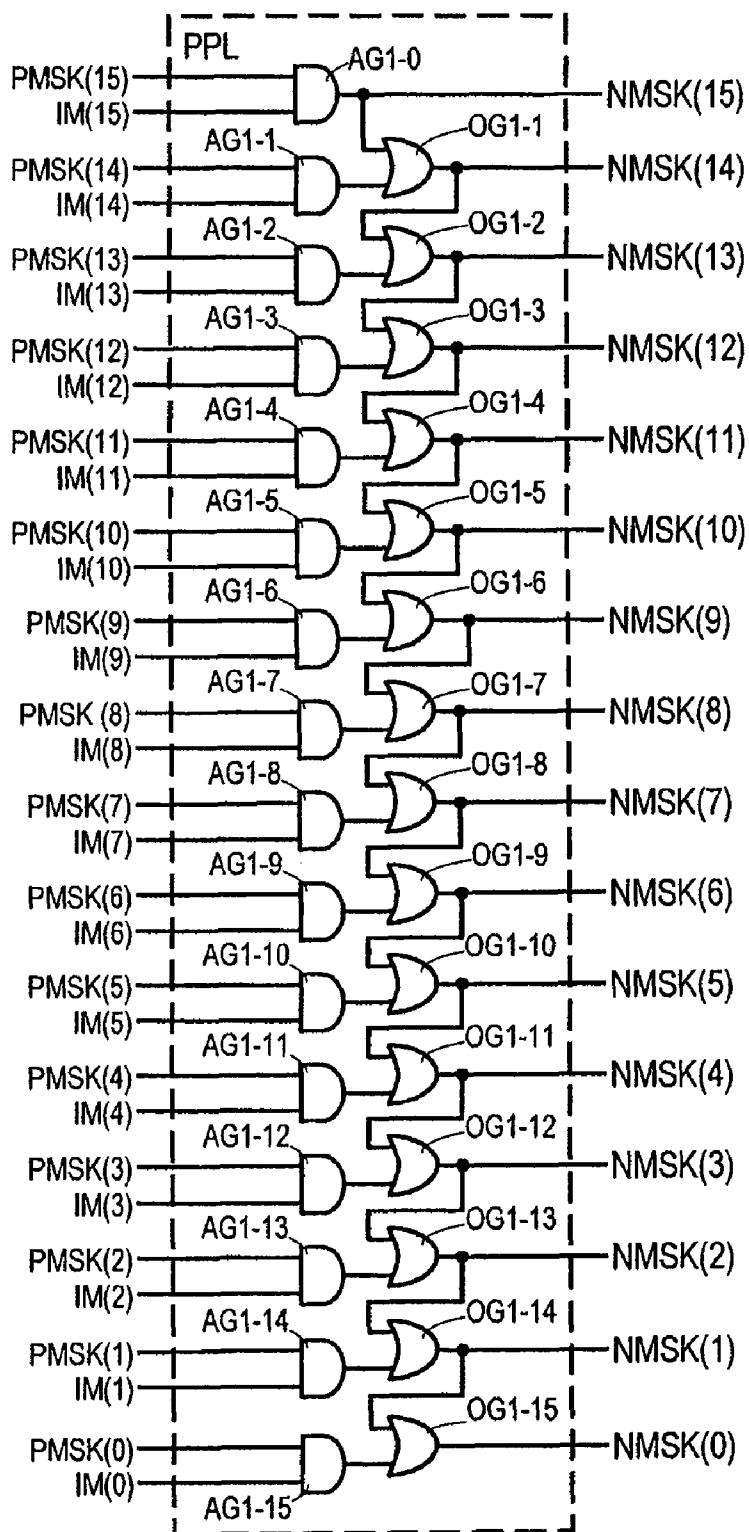 PPL
AG1-0
PMSK(15)
NMSK(15)
IM(15)
OG1-1
AG1-1
PMSK(14)
NMSK(14)
IM(14)
OG1-2
AG1-2
PMSK(13)
NMSK(13)
IM(13)
OG1-3
AG1-3
PMSK(12)
NMSK(12)
IM(12)
OG1-4
AG1-4
PMSK(11)
NMSK(11)
IM(11)
OG1-5
AG1-5
PMSK(10)
NMSK(10)
IM(10)
OG1-6
AG1-6
PMSK(9)
NMSK(9)
IM(9)
OG1-7
AG1-7
PMSK (8)
NMSK(8)
IM(8)
OG1-8
AG1-8
PMSK(7)
NMSK(7)
IM(7)
OG1-9
AG1-9
PMSK(6)
NMSK(6)
IM(6)
OG1-10
AG1-10
PMSK(5)
NMSK(5)
IM(5)
OG1-11
AG1-11
PMSK(4)
NMSK(4)
IM(4)
OG1-12
AG1-12
PMSK(3)
NMSK(3)
IM(3)
OG1-13
AG1-13
PMSK(2)
NMSK(2)
IM(2)
OG1-14
AG1-14
PMSK(1)
NMSK(1)
IM(1)
OG1-15
PMSK(0)
NMSK(0)
IM(0)
AG1-15